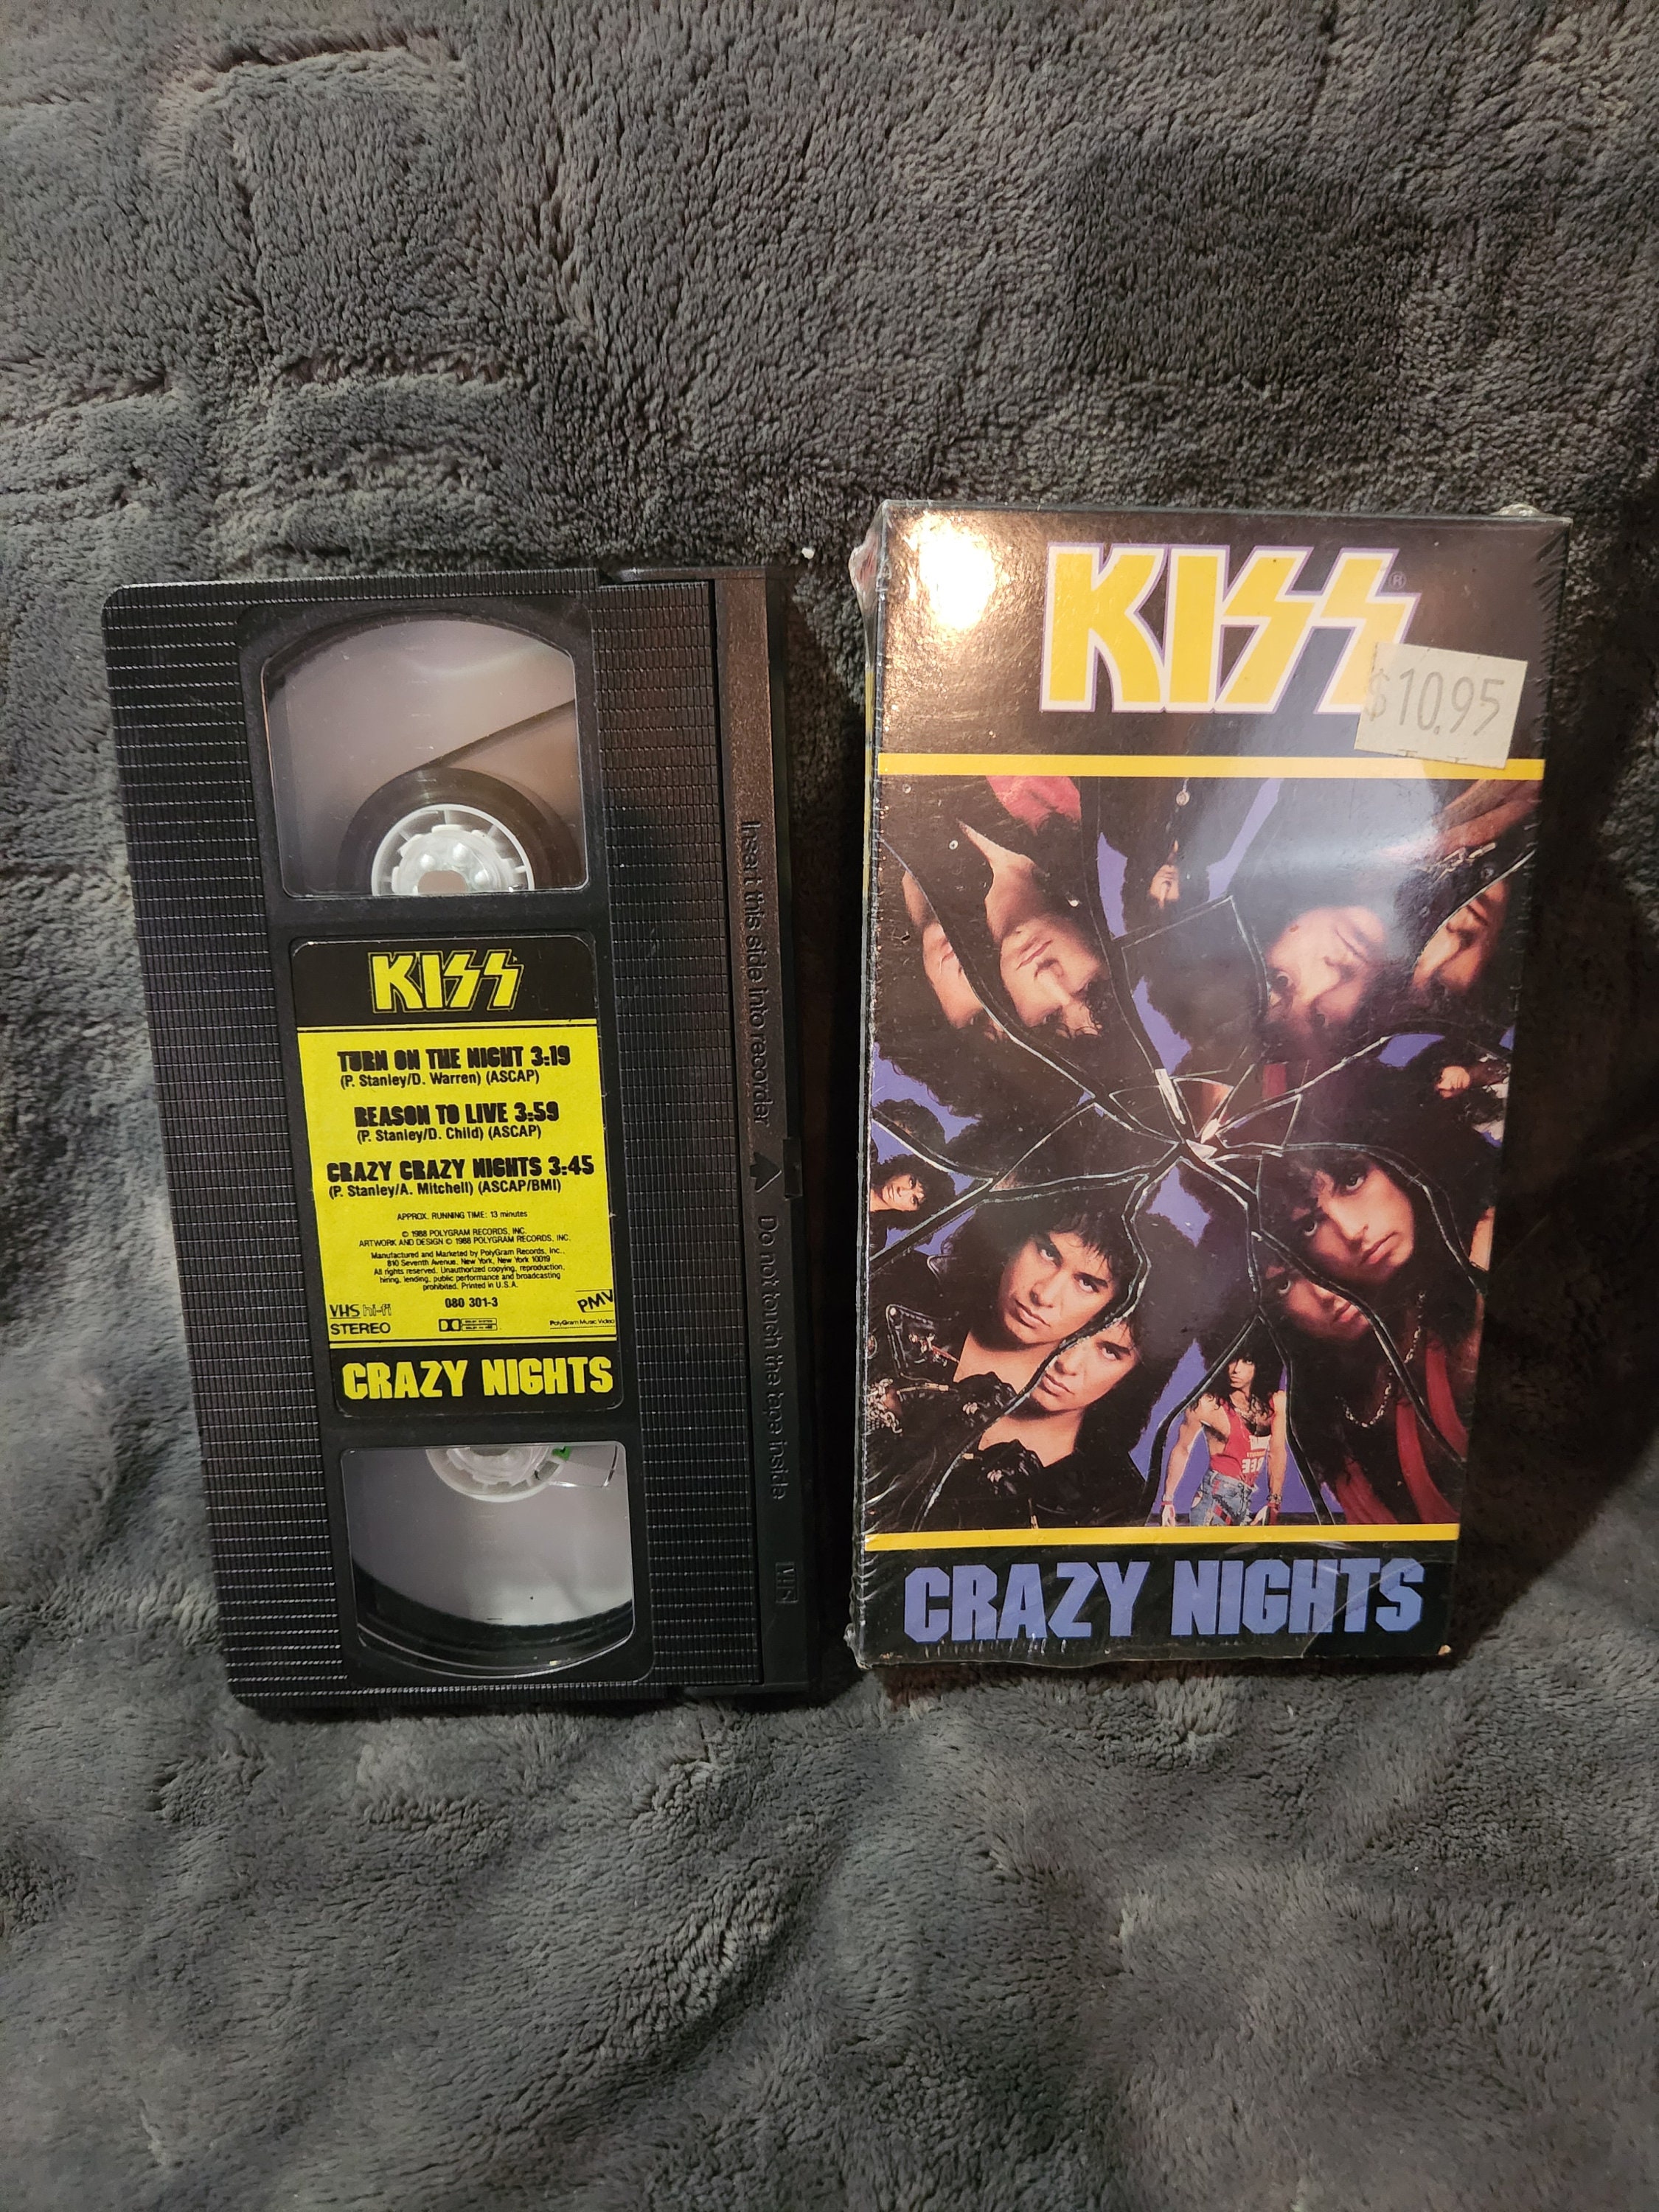 KISS
TURN ON THE NIGHT 3:19
(P. Stanley/D. Warren) (ASCAP)
REASON TO LIVE 3:59
(P. Stanley/D. Child) (ASCAP)
CRAZY CRAZY NIGHTS 3:45
(P. Stanley/A. Mitchell) (ASCAP/BMI)
APPROX. RUNNING TIME: 13 minutes
© 1988 POLYGRAM RECORDS, INC.
ARTWORK AND DESIGN © 1988 POLYGRAM RECORDS, INC.
Manufactured and Marketed by PolyGram Records, Inc.,
810 Seventh Avenue, New York, New York 10019
All rights reserved. Unauthorized copying, reproduction,
hiring, lending, public performance and broadcasting
prohibited. Printed in U.S.A.
VHS hi-fi
STEREO
080 301-3
PMV
PolyGram Music Video
CRAZY NIGHTS
Insert this side into recorder
Do not touch the tape inside
VHS
KISS®
$10.95
CRAZY NIGHTS